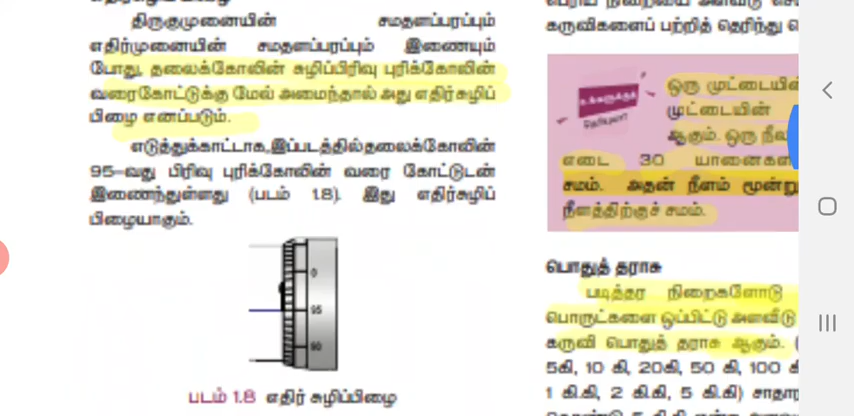 திருகுமுனையின் சமதளப்பரப்பும்
எதிர்முனையின் சமதளப்பரப்பும் இணையும்
போது, தலைக்கோலின் சுழிப்பிரிவு புரிக்கோலின்
வரைகோட்டுக்கு மேல் அமைந்தால் அது எதிர்சுழிப்
பிழை எனப்படும்.
எடுத்துக்காட்டாக,இப்படத்தில்தலைக்கோலின்
95-வது பிரிவு புரிக்கோலின் வரை கோட்டுடன்
இணைந்துள்ளது (படம் 1.8). இது எதிர்சுழிப்
பிழையாகும்.
0
95
90
படம் 1.8 எதிர் சுழிப்பிழை
கருவிகளைப் பற்றித் தெரிந்து
உங்களுக்குத்
தெரியுமா?
ஒரு முட்டையின்
முட்டையின்
ஆகும். ஒரு
எடை 30
சமம். அதன் நீளம் மூன்று
நீளத்திற்குச் சமம்.
பொதுத் தராசு
படித்தர நிறைகளோடு
பொருட்களை ஒப்பிட்டு அளவீடு
கருவி பொதுத் தராசு ஆகும். (
5கி, 10 கி, 20கி, 50 கி, 100
1 கி.கி, 2 கி.கி, 5 கி.கி)